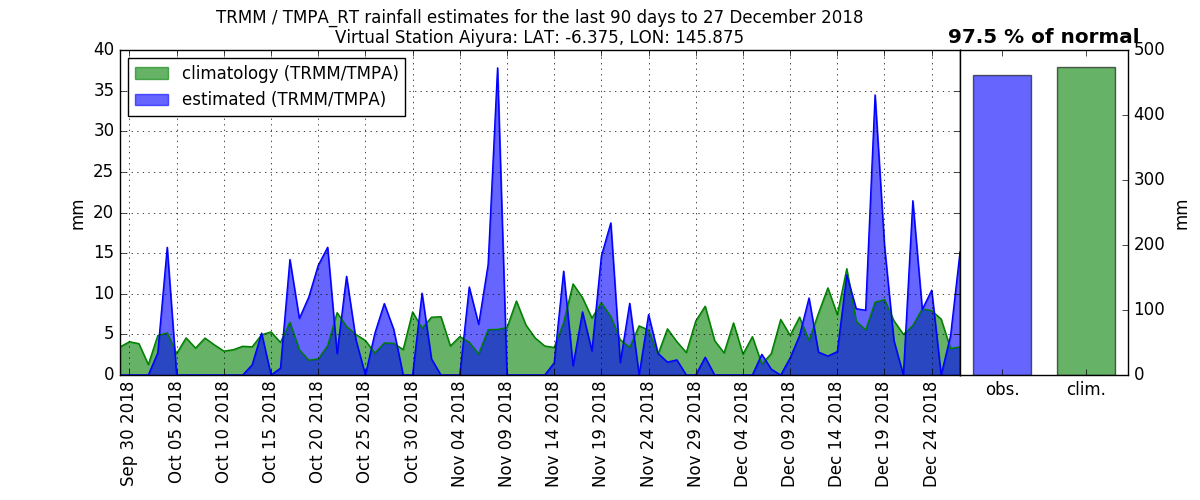 TRMM / TMPA_RT rainfall estimates for the last 90 days to 27 December 2018
Virtual Station Aiyura: LAT: -6.375, LON: 145.875
97.5 % of normal
climatology (TRMM/TMPA)
estimated (TRMM/TMPA)
40
35
30
25
20
15
10
5
0
mm
500
400
300
200
100
0
mm
obs.
clim.
Sep 30 2018
Oct 05 2018
Oct 10 2018
Oct 15 2018
Oct 20 2018
Oct 25 2018
Oct 30 2018
Nov 04 2018
Nov 09 2018
Nov 14 2018
Nov 19 2018
Nov 24 2018
Nov 29 2018
Dec 04 2018
Dec 09 2018
Dec 14 2018
Dec 19 2018
Dec 24 2018